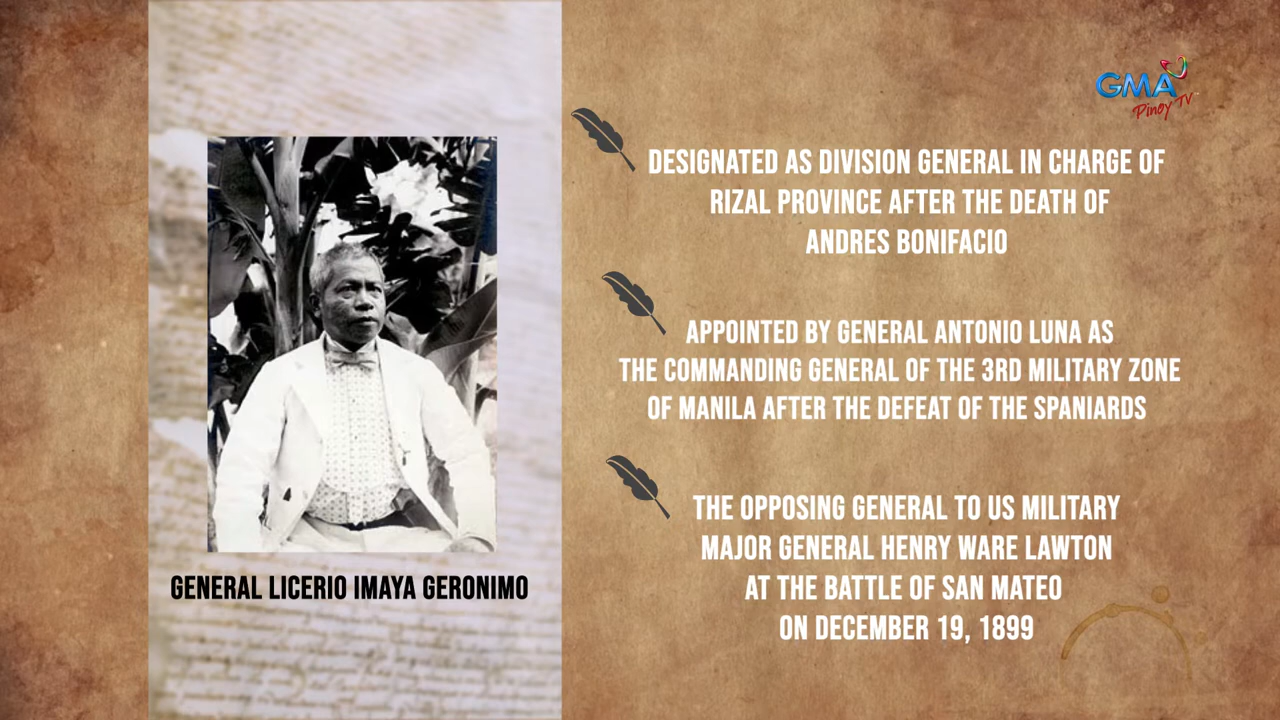 GMA
Pinoy TV
DESIGNATED AS DIVISION GENERAL IN CHARGE OF
RIZAL PROVINCE AFTER THE DEATH OF
ANDRES BONIFACIO
APPOINTED BY GENERAL ANTONIO LUNA AS
THE COMMANDING GENERAL OF THE 3RD MILITARY ZONE
OF MANILA AFTER THE DEFEAT OF THE SPANIARDS
THE OPPOSING GENERAL TO US MILITARY
MAJOR GENERAL HENRY WARE LAWTON
AT THE BATTLE OF SAN MATEO
ON DECEMBER 19, 1899
GENERAL LICERIO IMAYA GERONIMO